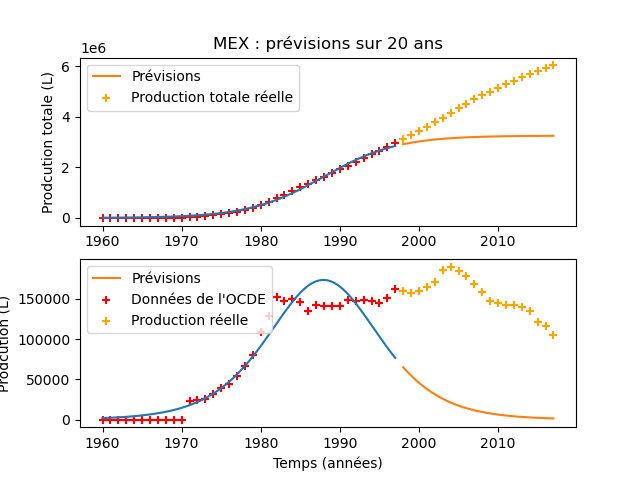 MEX : prévisions sur 20 ans
1e6
Prodcution totale (L)
6
4
2
0
Prévisions
Production totale réelle
1960 1970 1980 1990 2000 2010
Prodcution (L)
150000
100000
50000
0
Prévisions
Données de l'OCDE
Production réelle
1960 1970 1980 1990 2000 2010
Temps (années)